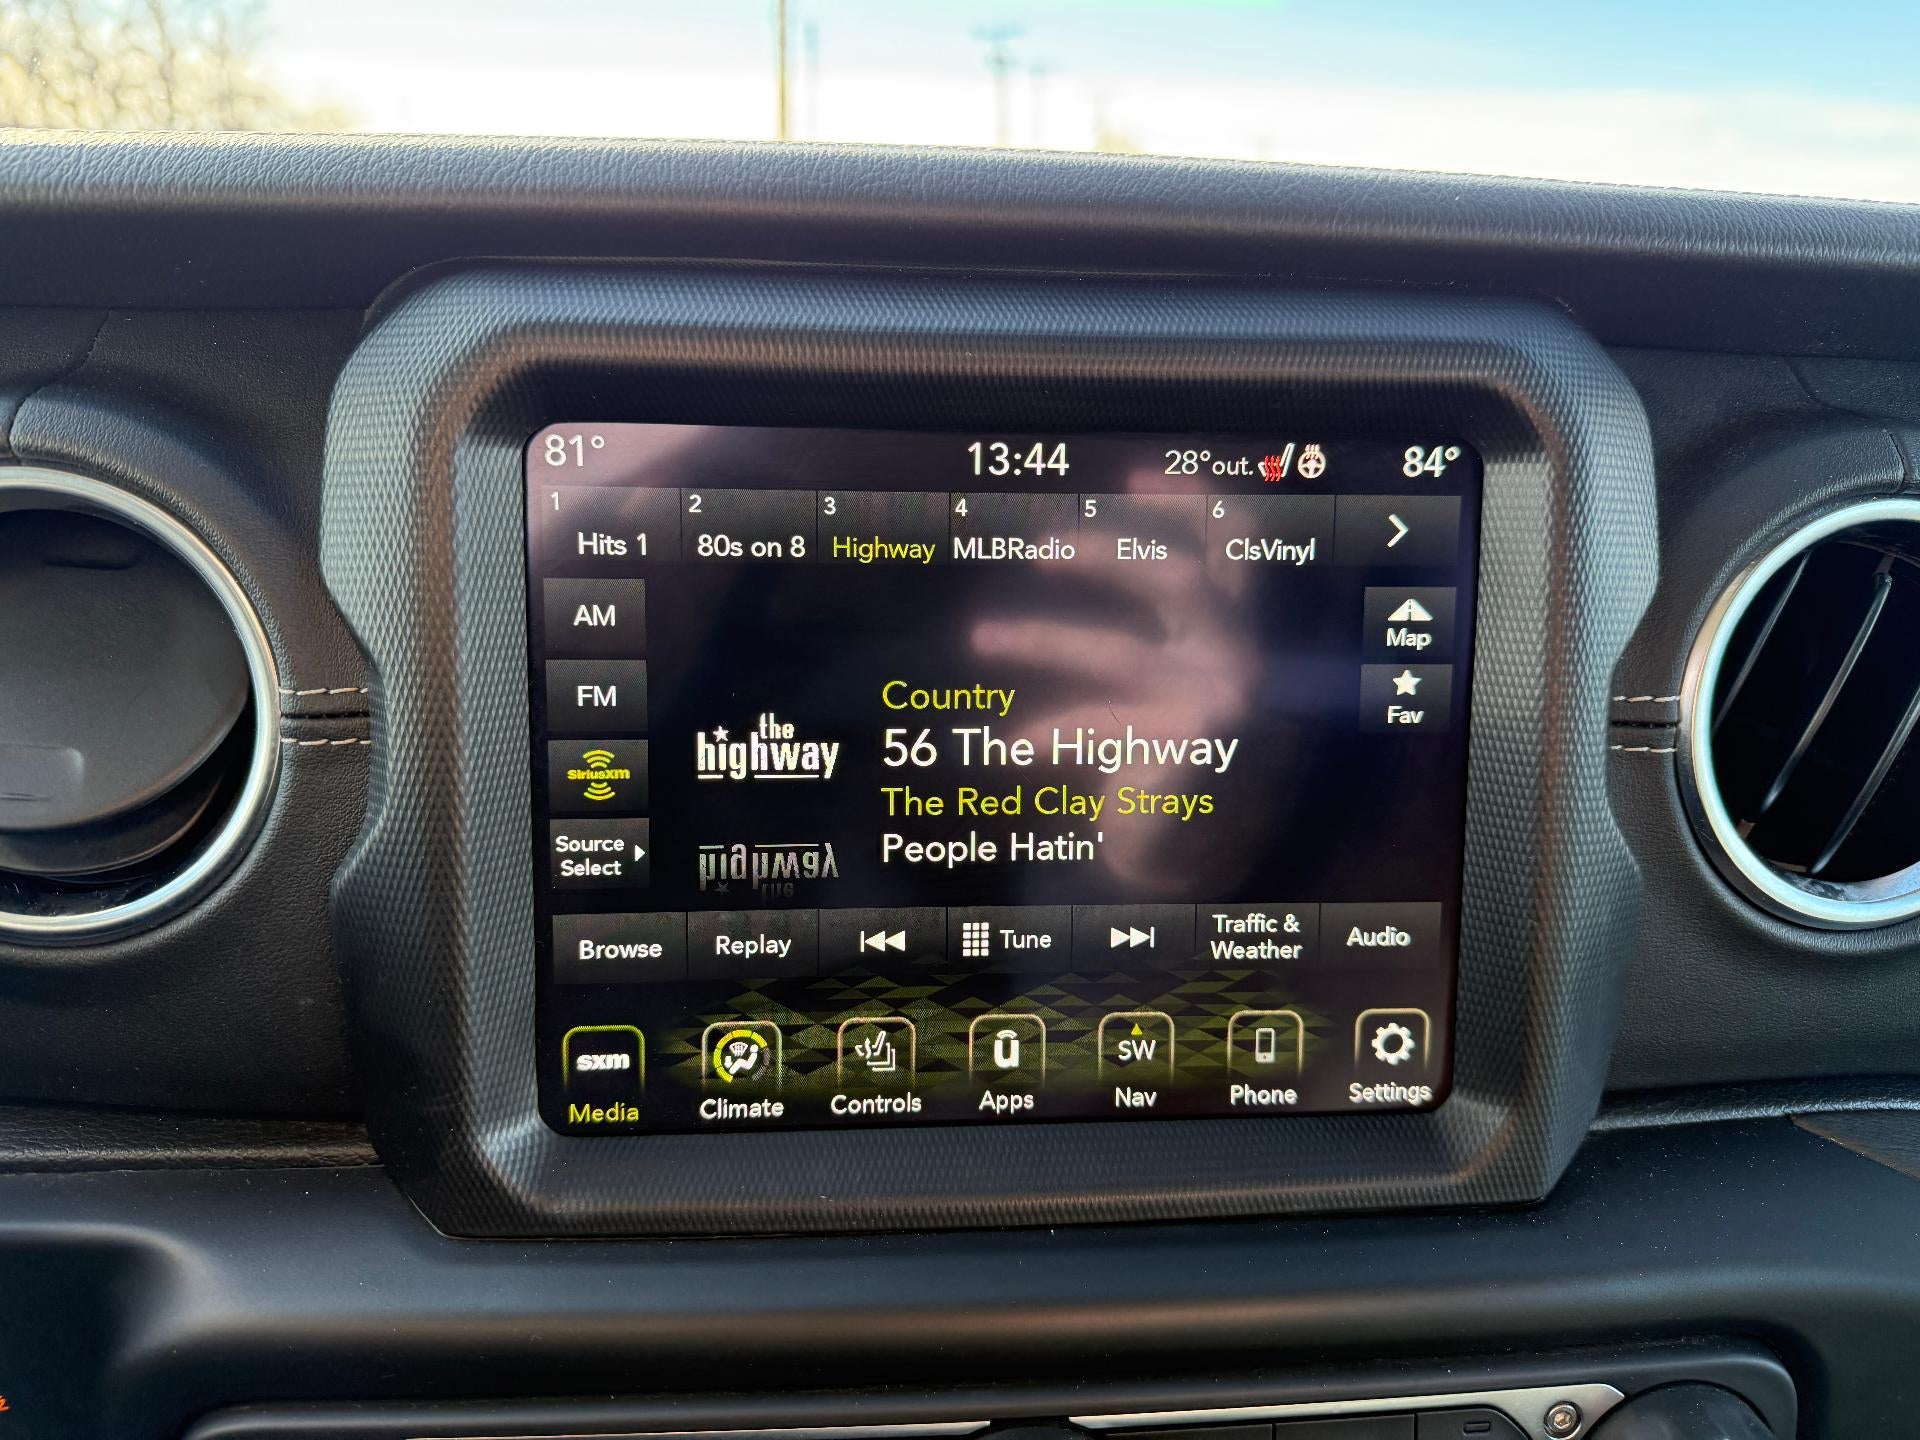 81° 13:44 28°out. 84°
1 2 3 4 5 6
Hits 1 80s on 8 Highway MLBRadio Elvis ClsVinyl
AM
Map
FM
Fav
SiriusXM
Source
Select
the
highway
Country
56 The Highway
The Red Clay Strays
People Hatin'
the
highway
Browse Replay Tune Traffic &
Weather Audio
sxm
Media
Climate
Controls
u
Apps
SW
Nav
Phone
Settings